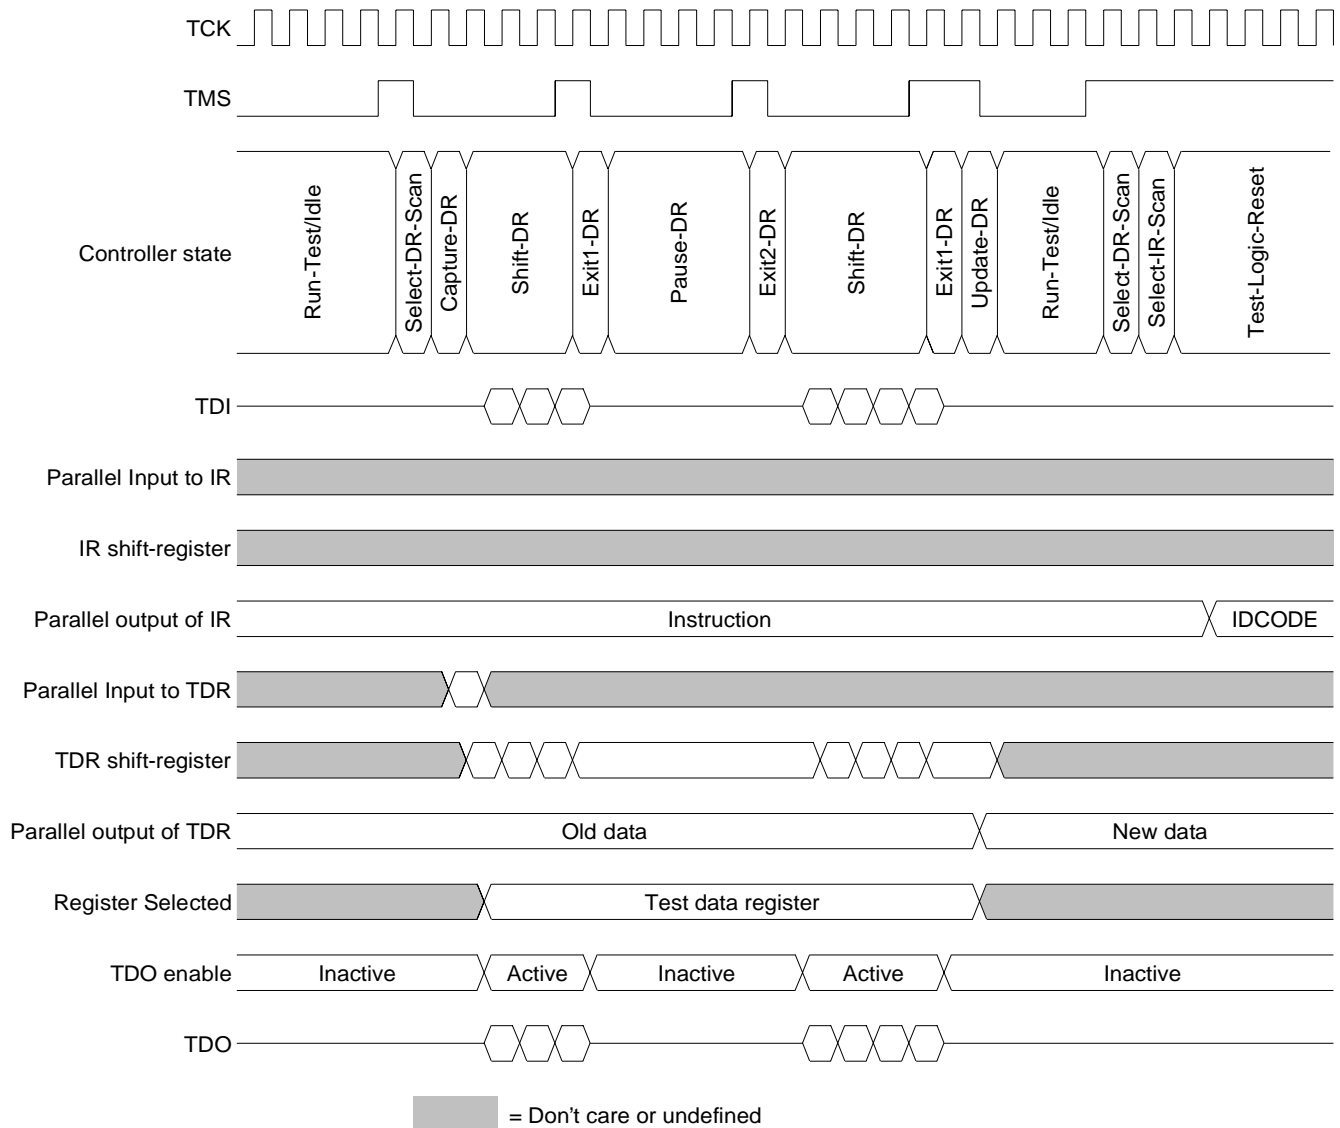 TCK
TMS
Controller state
Run-Test/Idle
Select-DR-Scan
Capture-DR
Shift-DR
Exit1-DR
Pause-DR
Exit2-DR
Shift-DR
Exit1-DR
Update-DR
Run-Test/Idle
Select-DR-Scan
Select-IR-Scan
Test-Logic-Reset
TDI
Parallel Input to IR
IR shift-register
Parallel output of IR
Instruction
IDCODE
Parallel Input to TDR
TDR shift-register
Parallel output of TDR
Old data
New data
Register Selected
Test data register
TDO enable
Inactive
Active
Inactive
Active
Inactive
TDO
= Don't care or undefined